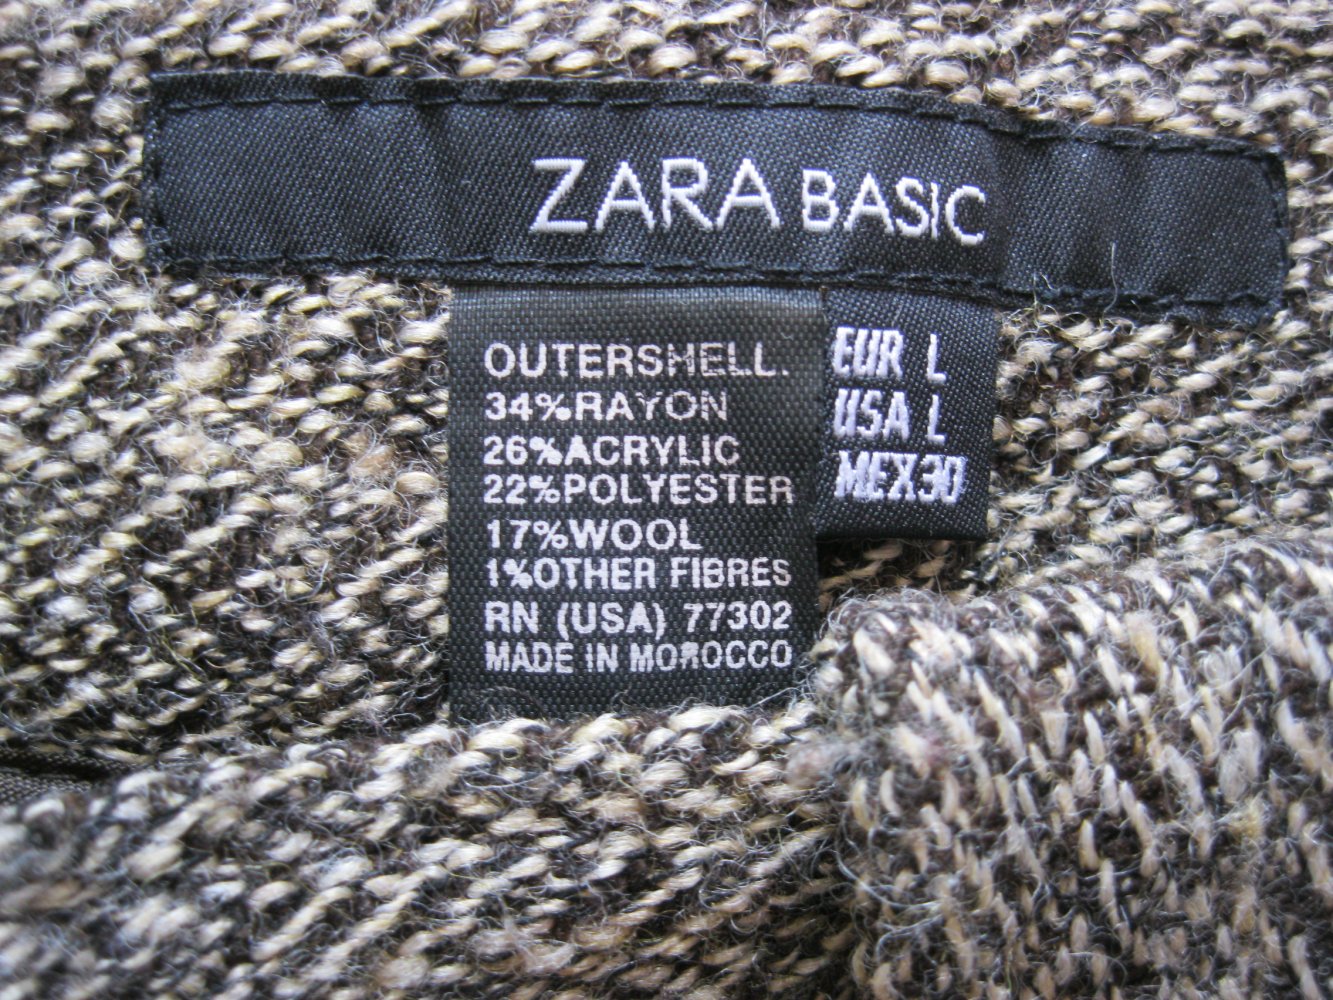 ZARA BASIC
OUTERSHELL.
34%RAYON
26%ACRYLIC
22%POLYESTER
17%WOOL
1%OTHER FIBRES
RN (USA) 77302
MADE IN MOROCCO
EUR L
USA L
MEX30